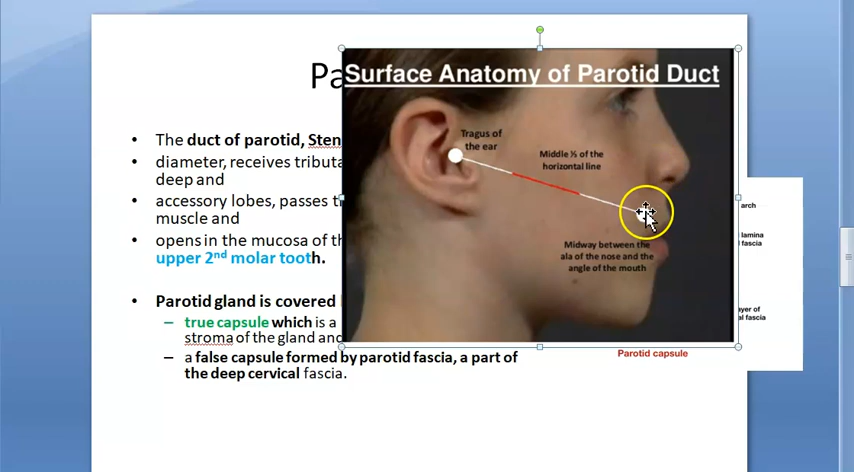 Pa
Surface Anatomy of Parotid Duct
• The duct of parotid, Sten
• diameter, receives tributa
deep and
• accessory lobes, passes t
muscle and
• opens in the mucosa of th
upper 2nd molar tooth.
• Parotid gland is covered
– true capsule which is a
stroma of the gland and
– a false capsule formed by parotid fascia, a part of
the deep cervical fascia.
Tragus of
the ear
Middle ⅓ of the
horizontal line
Midway between the
ala of the nose and the
angle of the mouth
arch
lamina
fascia
yer of
al fascia
Parotid capsule